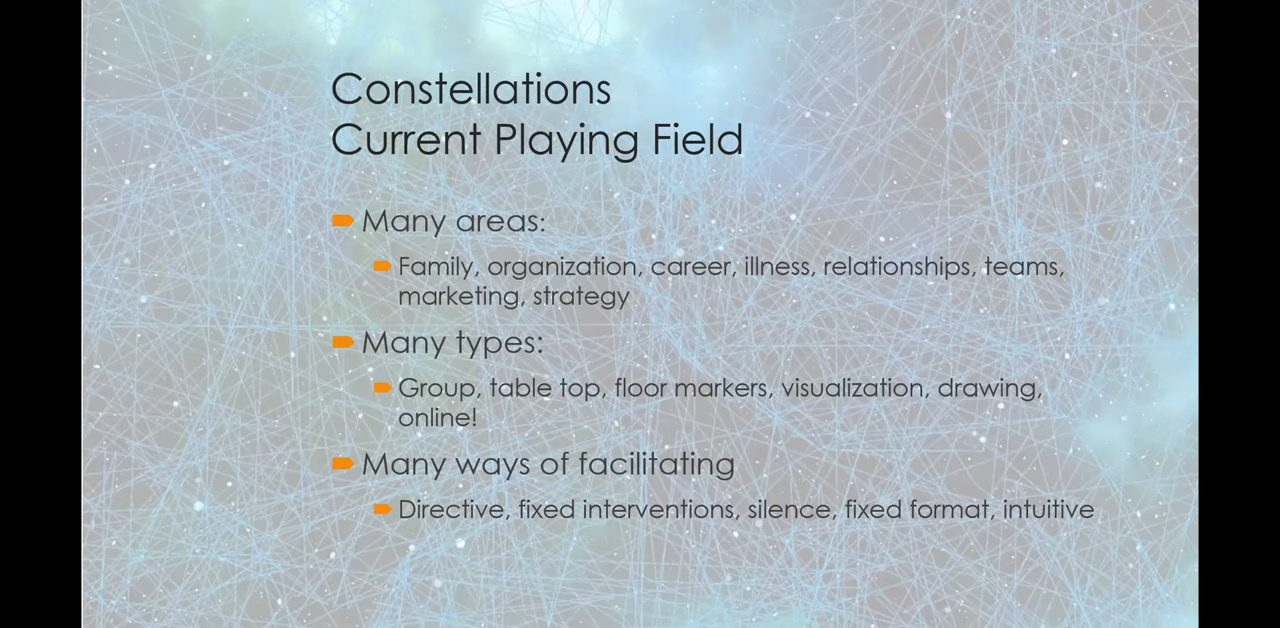 Constellations
Current Playing Field
Many areas:
Family, organization, career, illness, relationships, teams,
marketing, strategy
Many types:
Group, table top, floor markers, visualization, drawing,
online!
Many ways of facilitating
Directive, fixed interventions, silence, fixed format, intuitive